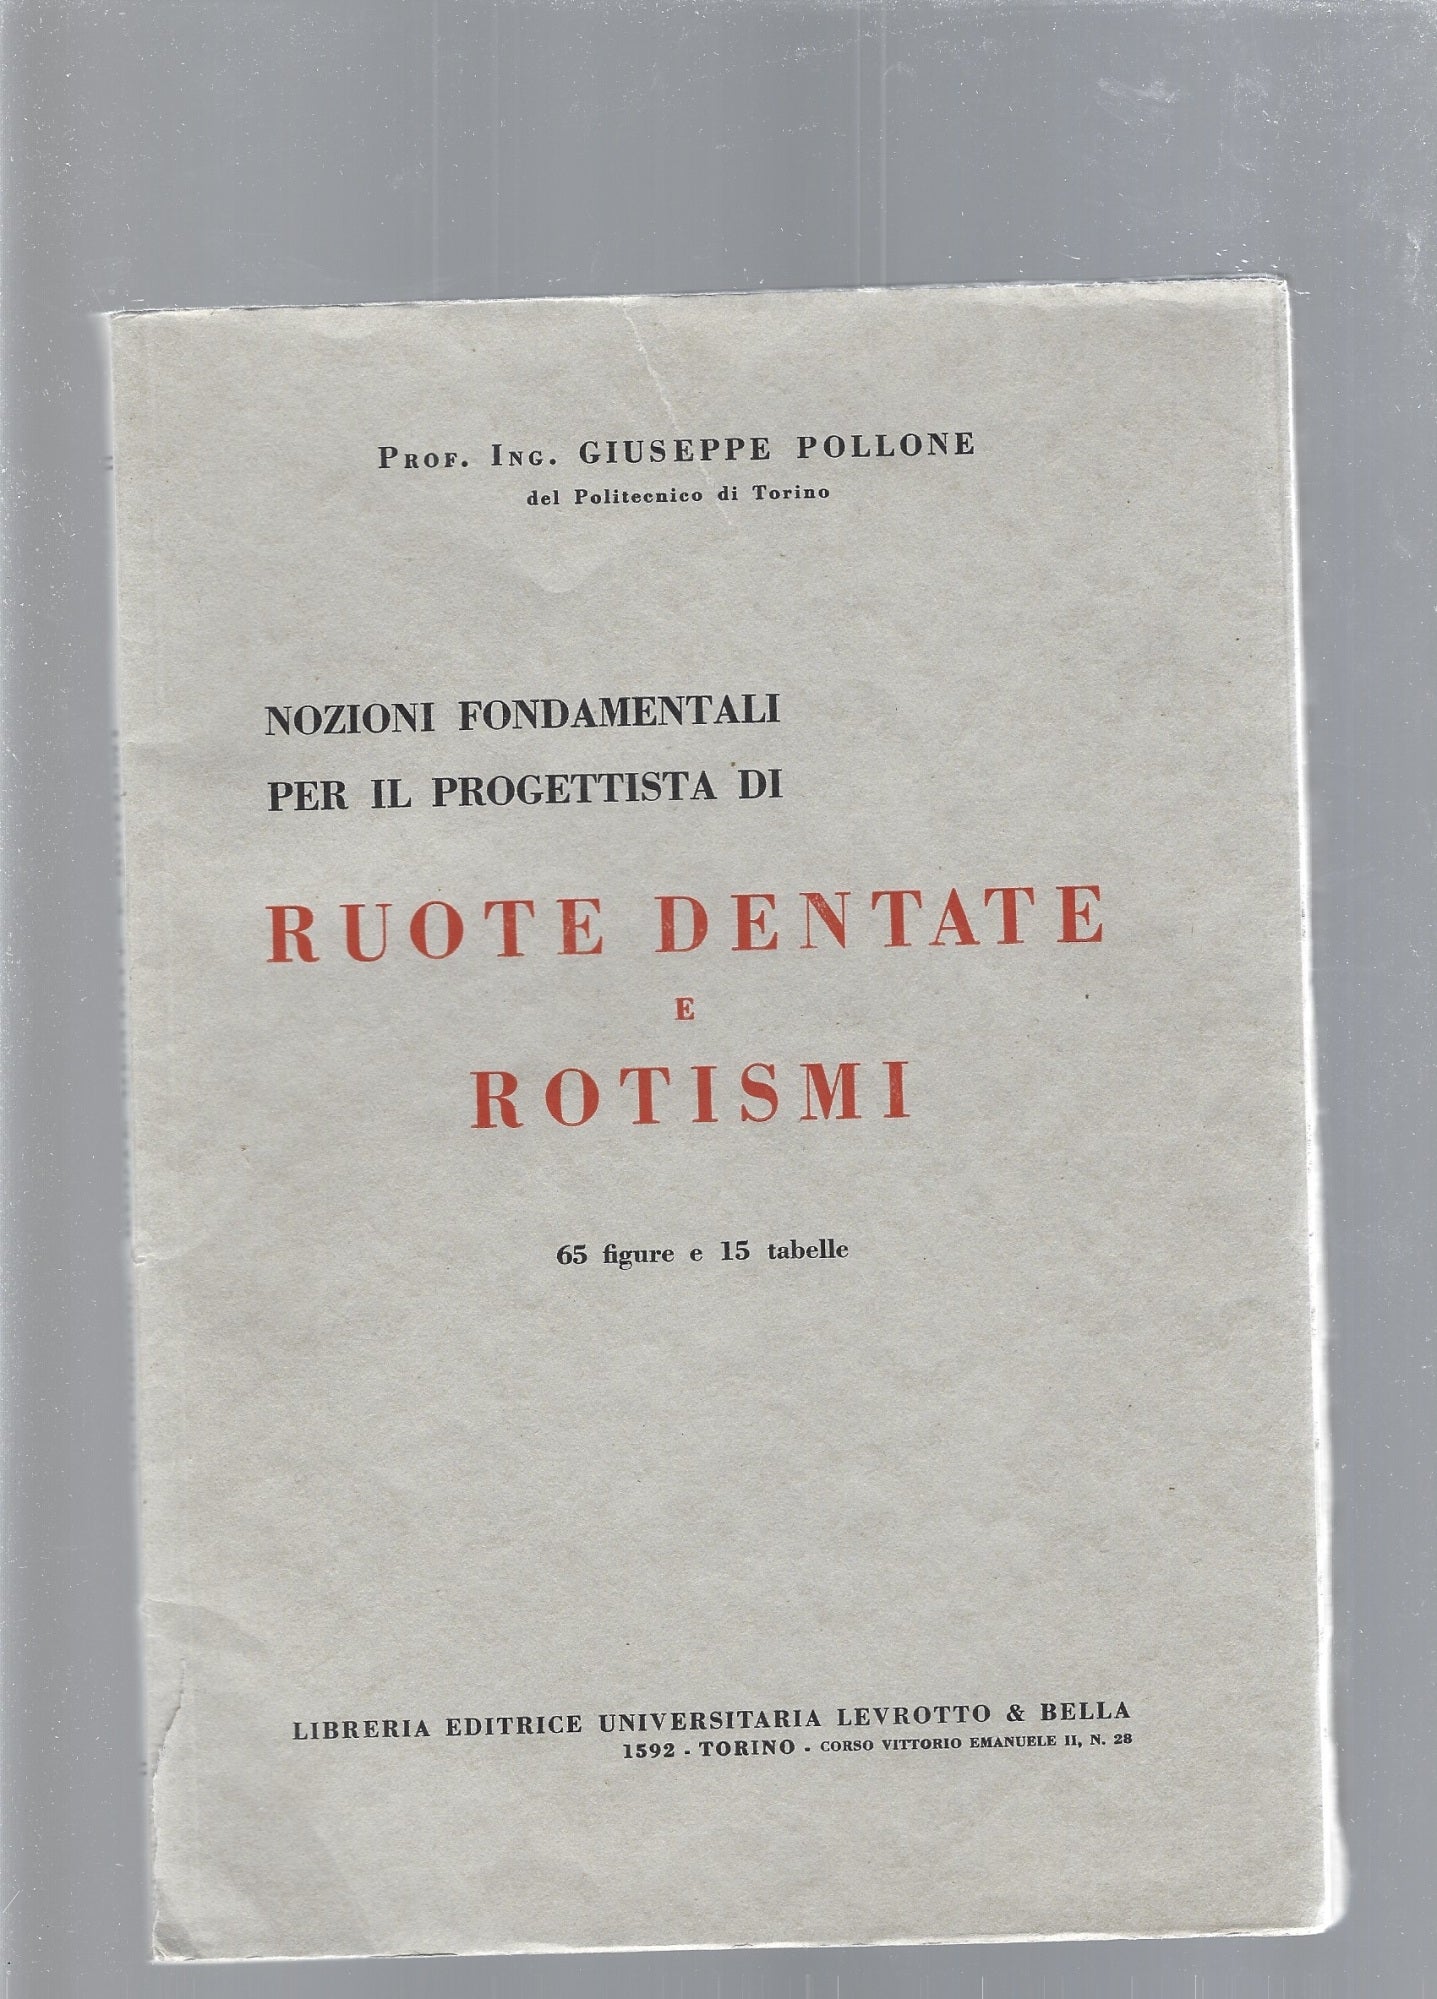 PROF. ING. GIUSEPPE POLLONE
del Politecnico di Torino
NOZIONI FONDAMENTALI
PER IL PROGETTISTA DI
RUOTE DENTATE
E
ROTISMI
65 figure e 15 tabelle
LIBRERIA EDITRICE UNIVERSITARIA LEVROTTO & BELLA
1592 - TORINO - CORSO VITTORIO EMANUELE II, N. 28